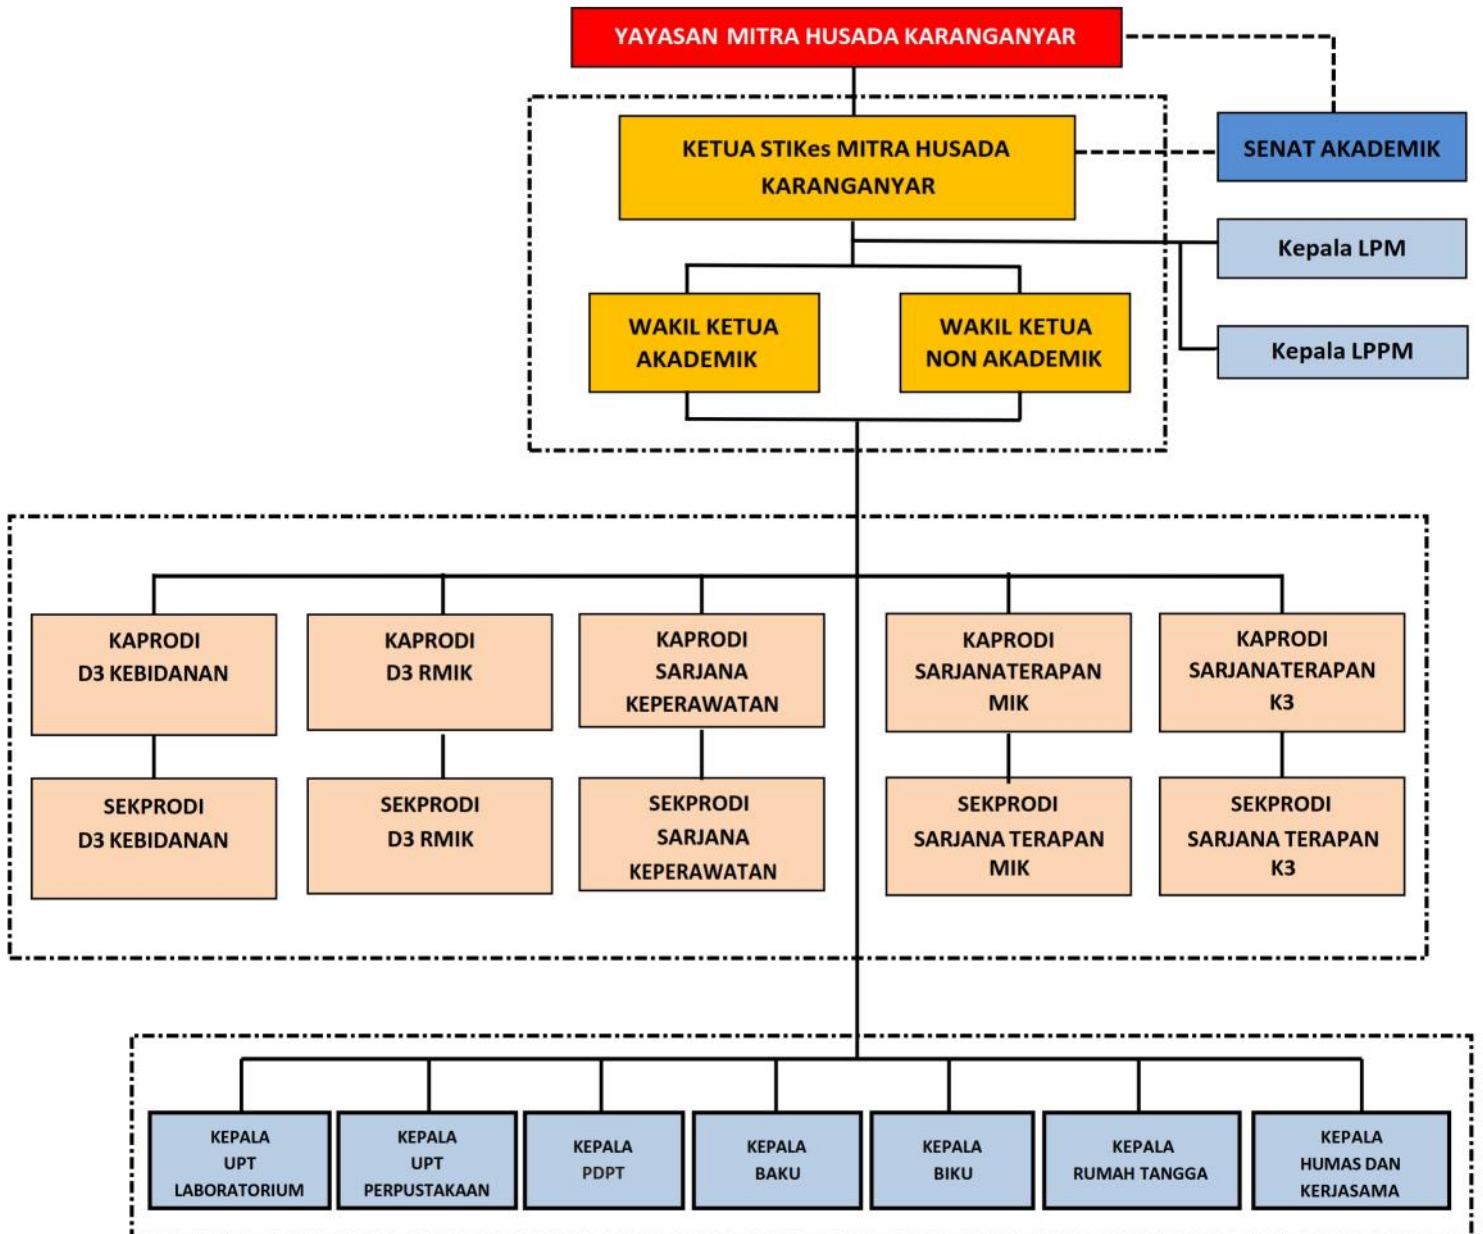 YAYASAN MITRA HUSADA KARANGANYAR
KETUA STIKes MITRA HUSADA
KARANGANYAR
SENAT AKADEMIK
Kepala LPM
Kepala LPPM
WAKIL KETUA
AKADEMIK
WAKIL KETUA
NON AKADEMIK
KAPRODI
D3 KEBIDANAN
KAPRODI
D3 RMIK
KAPRODI
SARJANA
KEPERAWATAN
KAPRODI
SARJANATERAPAN
MIK
KAPRODI
SARJANATERAPAN
K3
SEKPRODI
D3 KEBIDANAN
SEKPRODI
D3 RMIK
SEKPRODI
SARJANA
KEPERAWATAN
SEKPRODI
SARJANA TERAPAN
MIK
SEKPRODI
SARJANA TERAPAN
K3
KEPALA
UPT
LABORATORIUM
KEPALA
UPT
PERPUSTAKAAN
KEPALA
PDPT
KEPALA
BAKU
KEPALA
BIKU
KEPALA
RUMAH TANGGA
KEPALA
HUMAS DAN
KERJASAMA